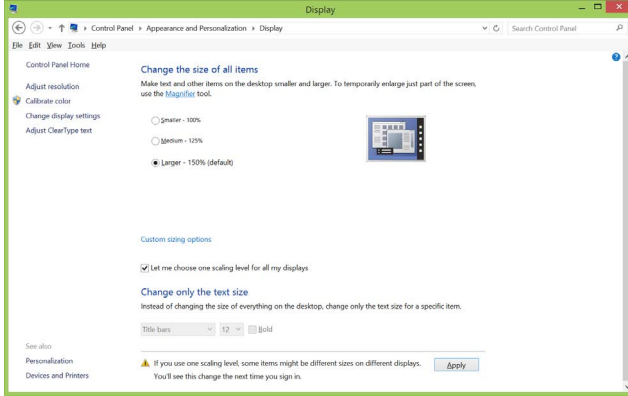 Display
Control Panel Appearance and Personalization Display
Search Control Panel
File Edit View Tools Help
Control Panel Home
Adjust resolution
Calibrate color
Change display settings
Adjust ClearType text
Change the size of all items
Make text and other items on the desktop smaller and larger. To temporarily enlarge just part of the screen,
use the Magnifier tool.
Smaller - 100%
Medium - 125%
Larger - 150% (default)
Custom sizing options
Let me choose one scaling level for all my displays
Change only the text size
Instead of changing the size of everything on the desktop, change only the text size for a specific item.
Title bars 12 Bold
See also
Personalization
Devices and Printers
If you use one scaling level, some items might be different sizes on different displays.
You'll see this change the next time you sign in.
Apply